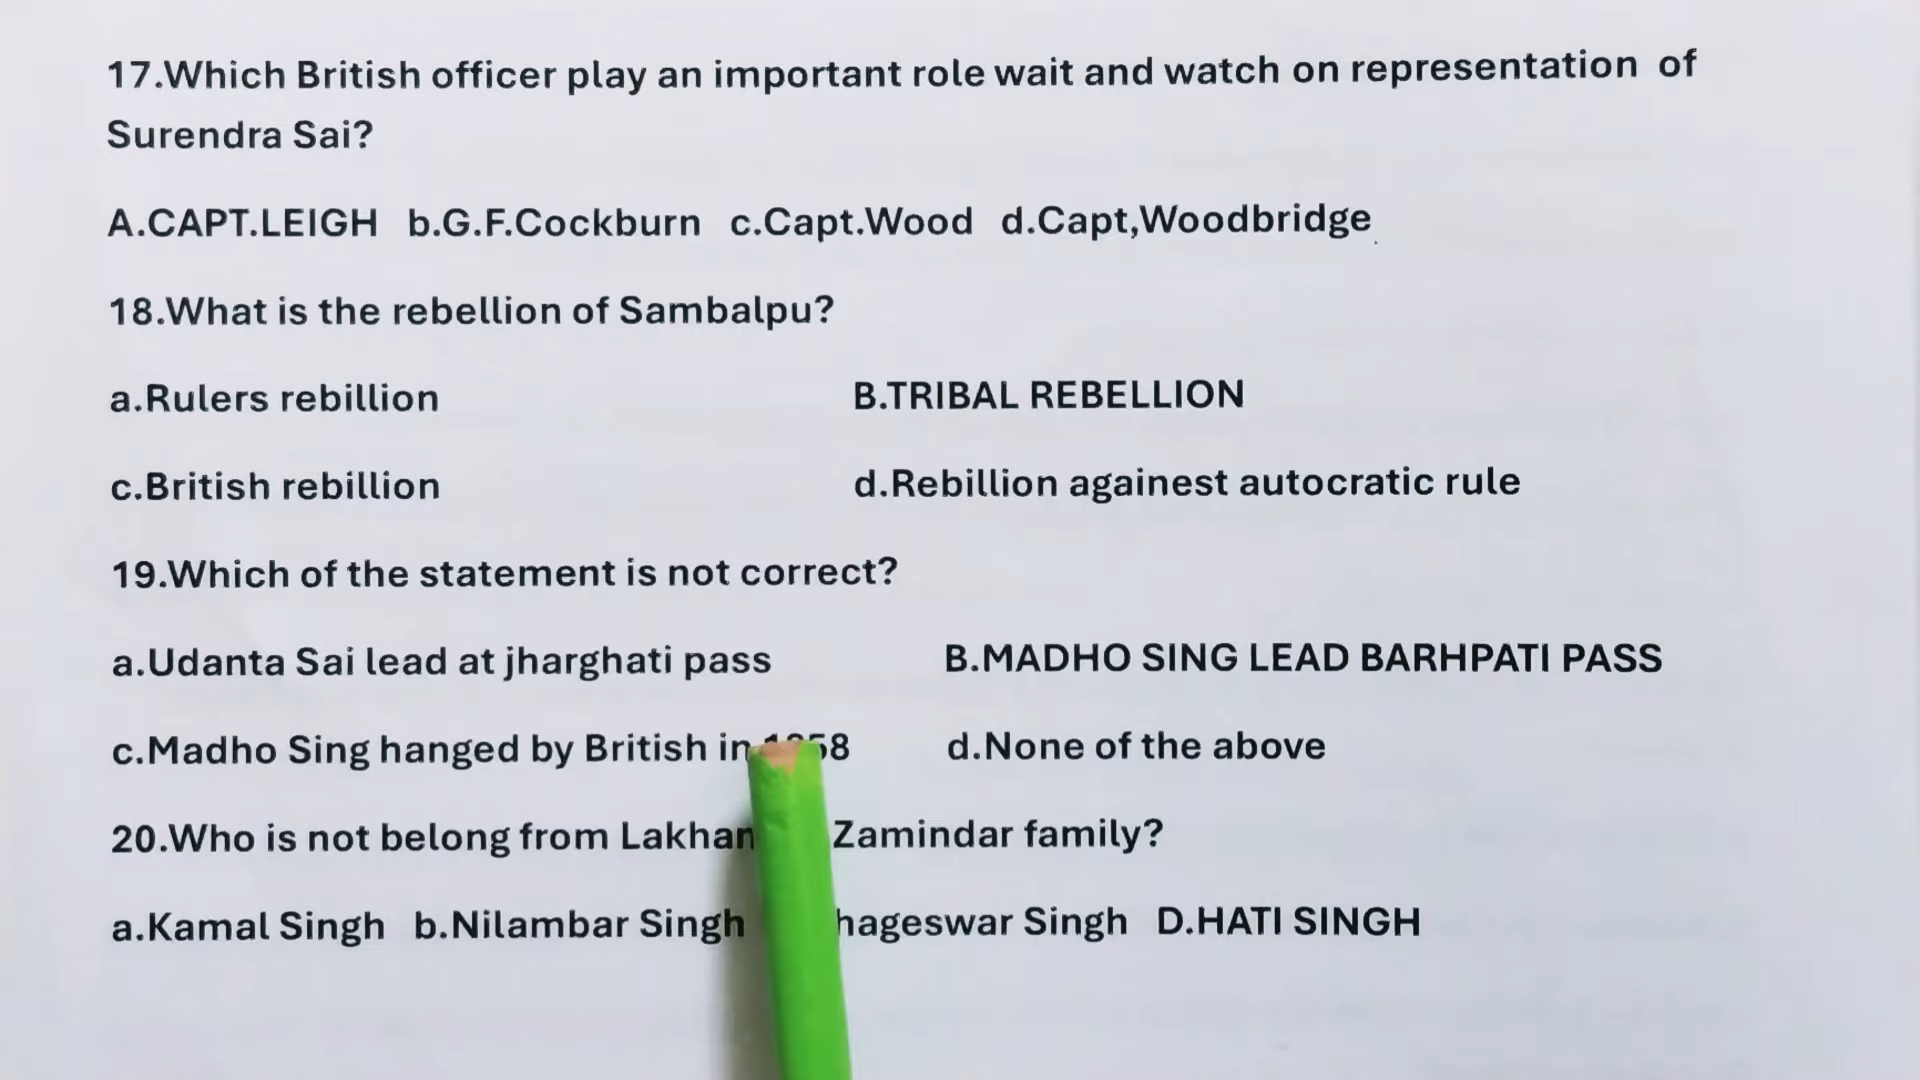 17.Which British officer play an important role wait and watch on representation of
Surendra Sai?
A.CAPT.LEIGH b.G.F.Cockburn c.Capt.Wood d.Capt,Woodbridge
18.What is the rebellion of Sambalpu?
a.Rulers rebillion B.TRIBAL REBELLION
c.British rebillion d.Rebillion againest autocratic rule
19.Which of the statement is not correct?
a.Udanta Sai lead at jharghati pass B.MADHO SING LEAD BARHPATI PASS
c.Madho Sing hanged by British in 1858 d.None of the above
20.Who is not belong from Zamindar family?
a.Kamal Singh b.Nilambar Singh Singh D.HATI SINGH